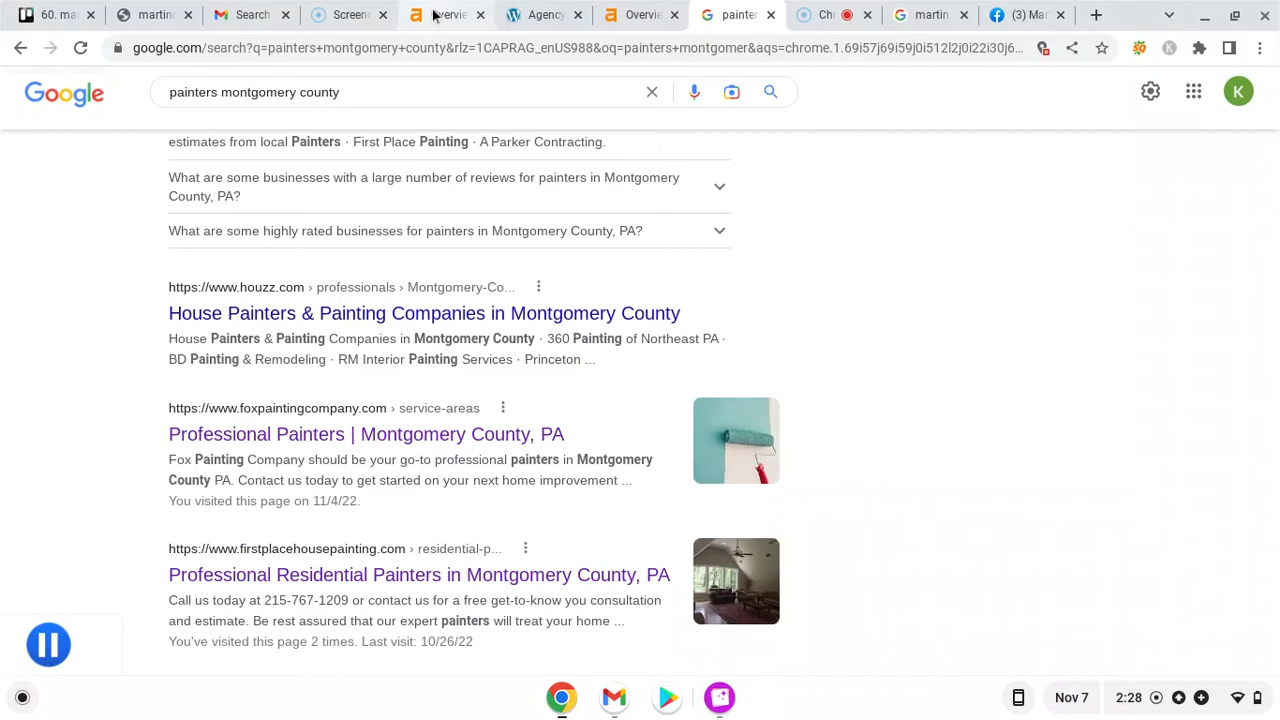 60. ma
martino
Search
Screenc
Overvie
Agency
Overvie
painter
Chr
martin
(3) Mar
google.com/search?q=painters+montgomery+county&rlz=1CAPRAG_enUS988&oq=painters+montgomer&aqs=chrome.1.69i57j69i59j0i512l2j0i22i30j6...
Google
painters montgomery county
K
estimates from local Painters · First Place Painting · A Parker Contracting.
What are some businesses with a large number of reviews for painters in Montgomery
County, PA?
What are some highly rated businesses for painters in Montgomery County, PA?
https://www.houzz.com › professionals › Montgomery-Co...
House Painters & Painting Companies in Montgomery County
House Painters & Painting Companies in Montgomery County · 360 Painting of Northeast PA ·
BD Painting & Remodeling · RM Interior Painting Services · Princeton ...
https://www.foxpaintingcompany.com › service-areas
Professional Painters | Montgomery County, PA
Fox Painting Company should be your go-to professional painters in Montgomery
County PA. Contact us today to get started on your next home improvement ...
You visited this page on 11/4/22.
https://www.firstplacehousepainting.com › residential-p...
Professional Residential Painters in Montgomery County, PA
Call us today at 215-767-1209 or contact us for a free get-to-know you consultation
and estimate. Be rest assured that our expert painters will treat your home ...
You've visited this page 2 times. Last visit: 10/26/22
Nov 7
2:28